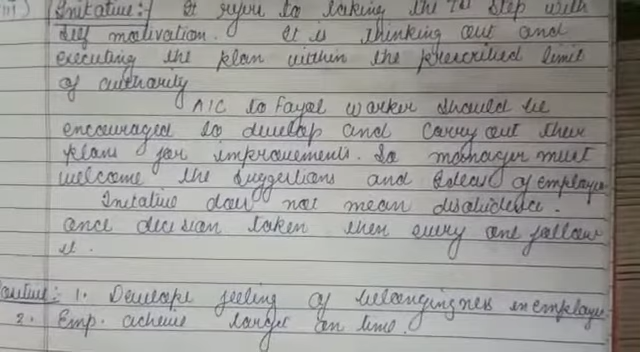 Initative:- It refers to taking the 1st step with
self motivation. It is thinking out and
executing the plan within the prescribed limit
of authority
A/C to Fayol worker should be
encouraged to develop and carry out their
plans for improvements. So manager must
welcome the suggestions and Ideas of employee
Initative does not mean disobidence.
once decision taken then every one follow
it.
1. Develops feeling of belongingness in employee
2. Emp. acheive target on time.